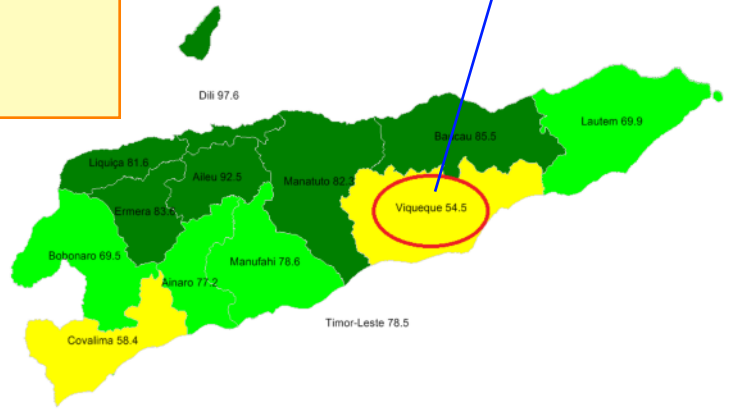 Dili 97.6
Lautem 69.9
Baucau 85.5
Liquiça 81.6
Aileu 92.5
Manatuto 82.3
Viqueque 54.5
Ermera 83.6
Bobonaro 69.5
Manufahi 78.6
Ainaro 77.2
Timor-Leste 78.5
Covalima 58.4